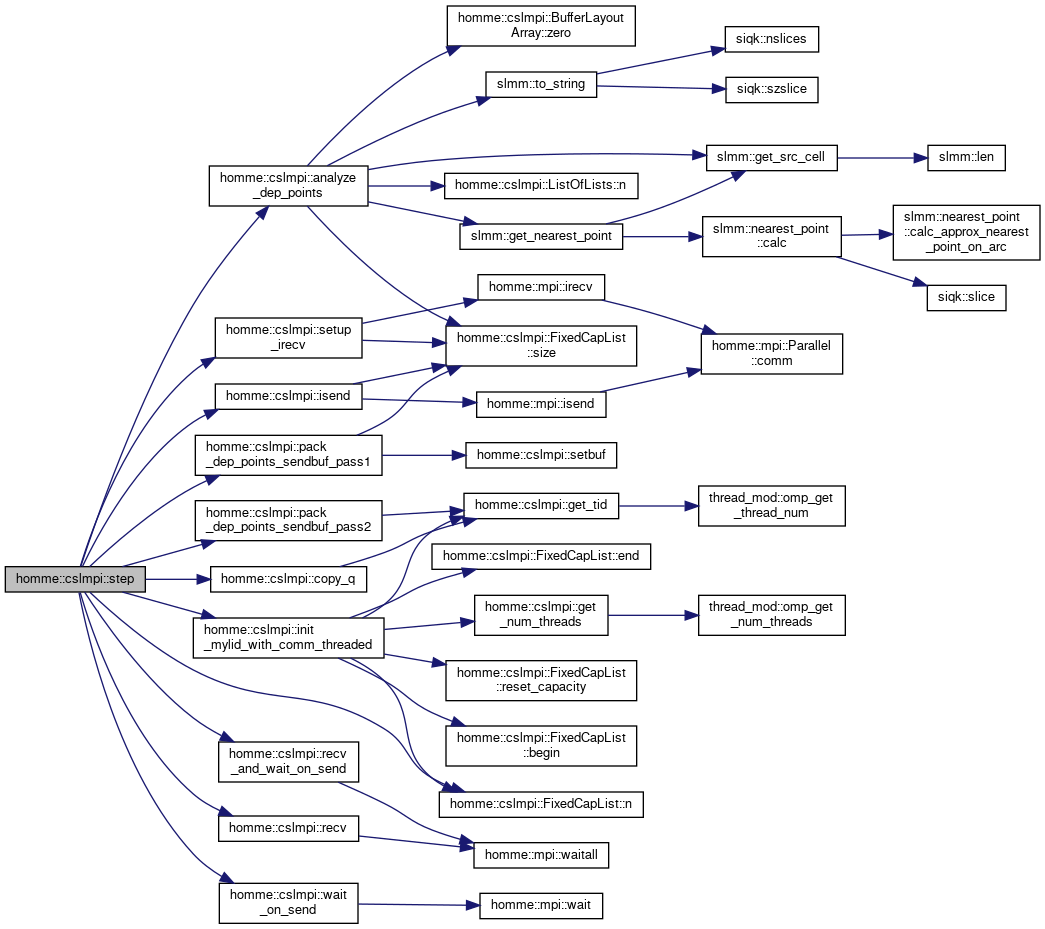 homme::cslmpi::BufferLayout
Array::zero
siqk::nslices
slmm::to_string
siqk::szslice
slmm::get_src_cell
slmm::len
homme::cslmpi::analyze
_dep_points
homme::cslmpi::ListOfLists::n
slmm::get_nearest_point
slmm::nearest_point
::calc
slmm::nearest_point
::calc_approx_nearest
_point_on_arc
siqk::slice
homme::mpi::irecv
homme::cslmpi::setup
_irecv
homme::cslmpi::FixedCapList
::size
homme::mpi::Parallel
::comm
homme::cslmpi::isend
homme::mpi::isend
homme::cslmpi::pack
_dep_points_sendbuf_pass1
homme::cslmpi::setbuf
homme::cslmpi::pack
_dep_points_sendbuf_pass2
homme::cslmpi::get_tid
thread_mod::omp_get
_thread_num
homme::cslmpi::step
homme::cslmpi::copy_q
homme::cslmpi::FixedCapList::end
homme::cslmpi::init
_mylid_with_comm_threaded
homme::cslmpi::get
_num_threads
thread_mod::omp_get
_num_threads
homme::cslmpi::FixedCapList
::reset_capacity
homme::cslmpi::FixedCapList
::begin
homme::cslmpi::recv
_and_wait_on_send
homme::cslmpi::FixedCapList::n
homme::cslmpi::recv
homme::mpi::waitall
homme::cslmpi::wait
_on_send
homme::mpi::wait